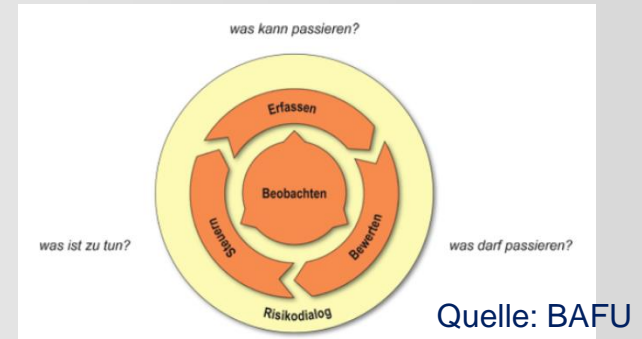 was kann passieren?
Erfassen
Beobachten
Steuern
Bewerten
was ist zu tun?
was darf passieren?
Risikodialog
Quelle: BAFU